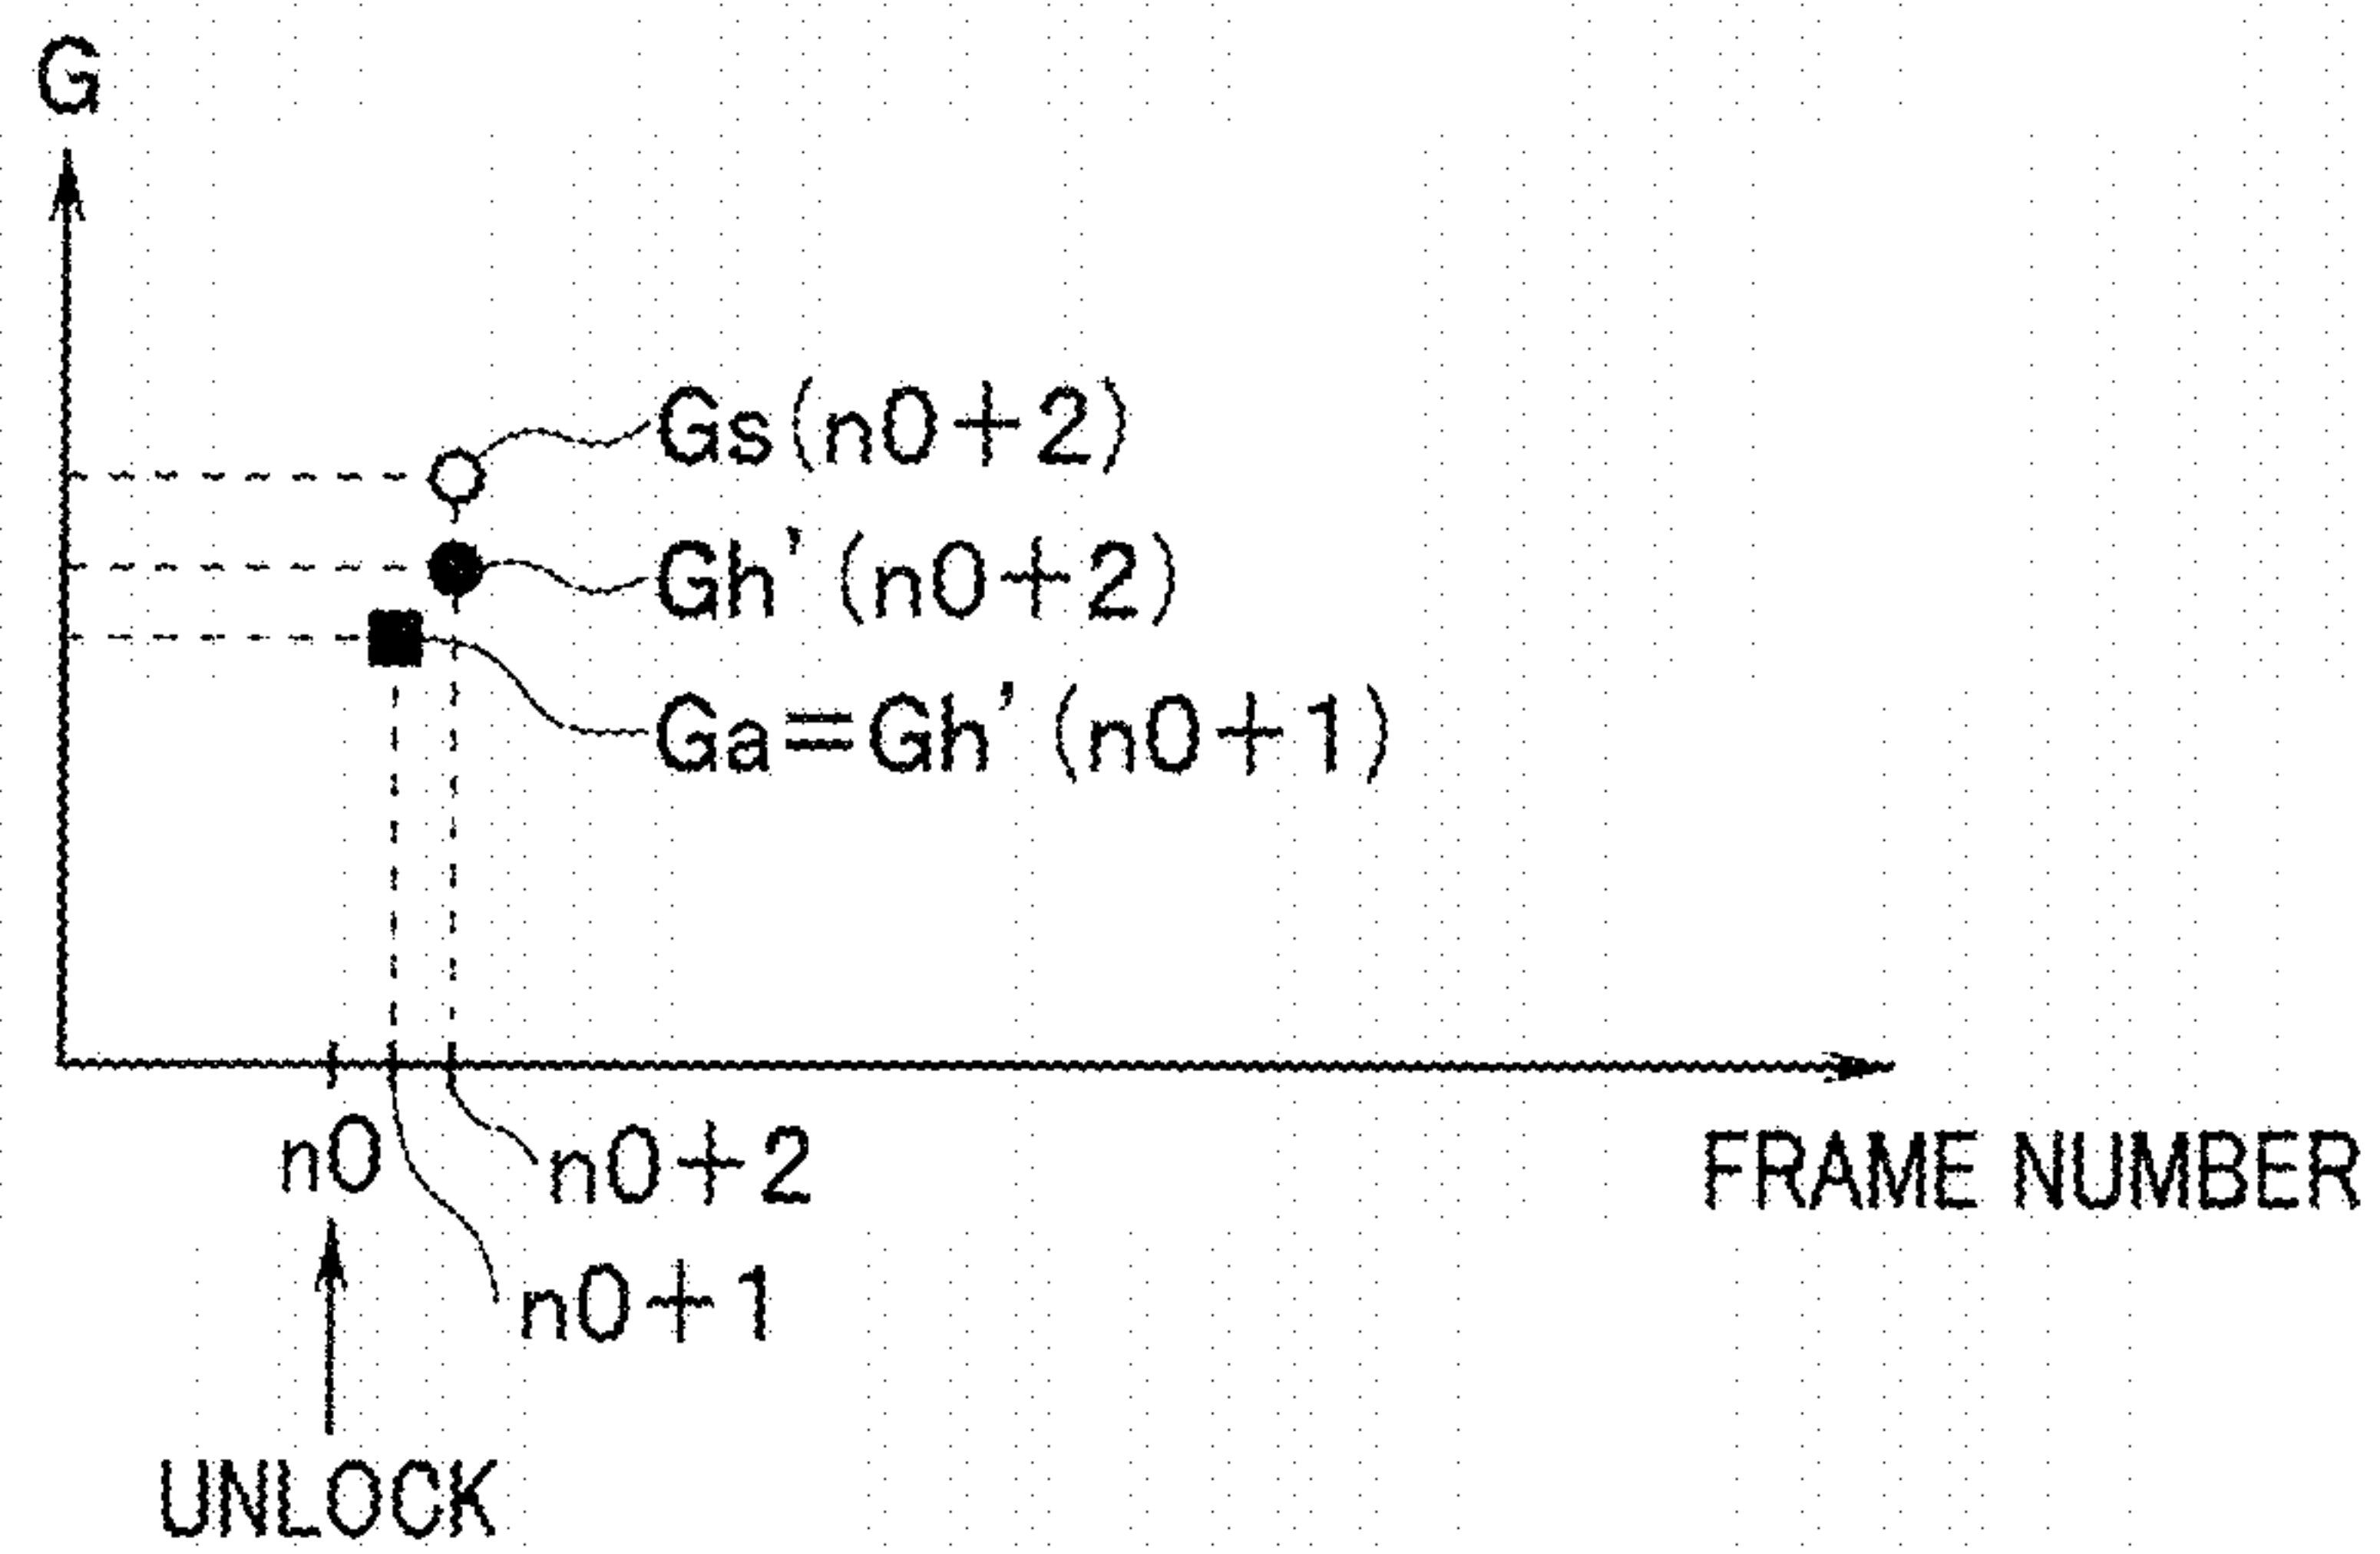 G
Gs(n0+2)
Gh'(n0+2)
Ga=Gh'(n0+1)
n0
n0+2
FRAME NUMBER
n0+1
UNLOCK